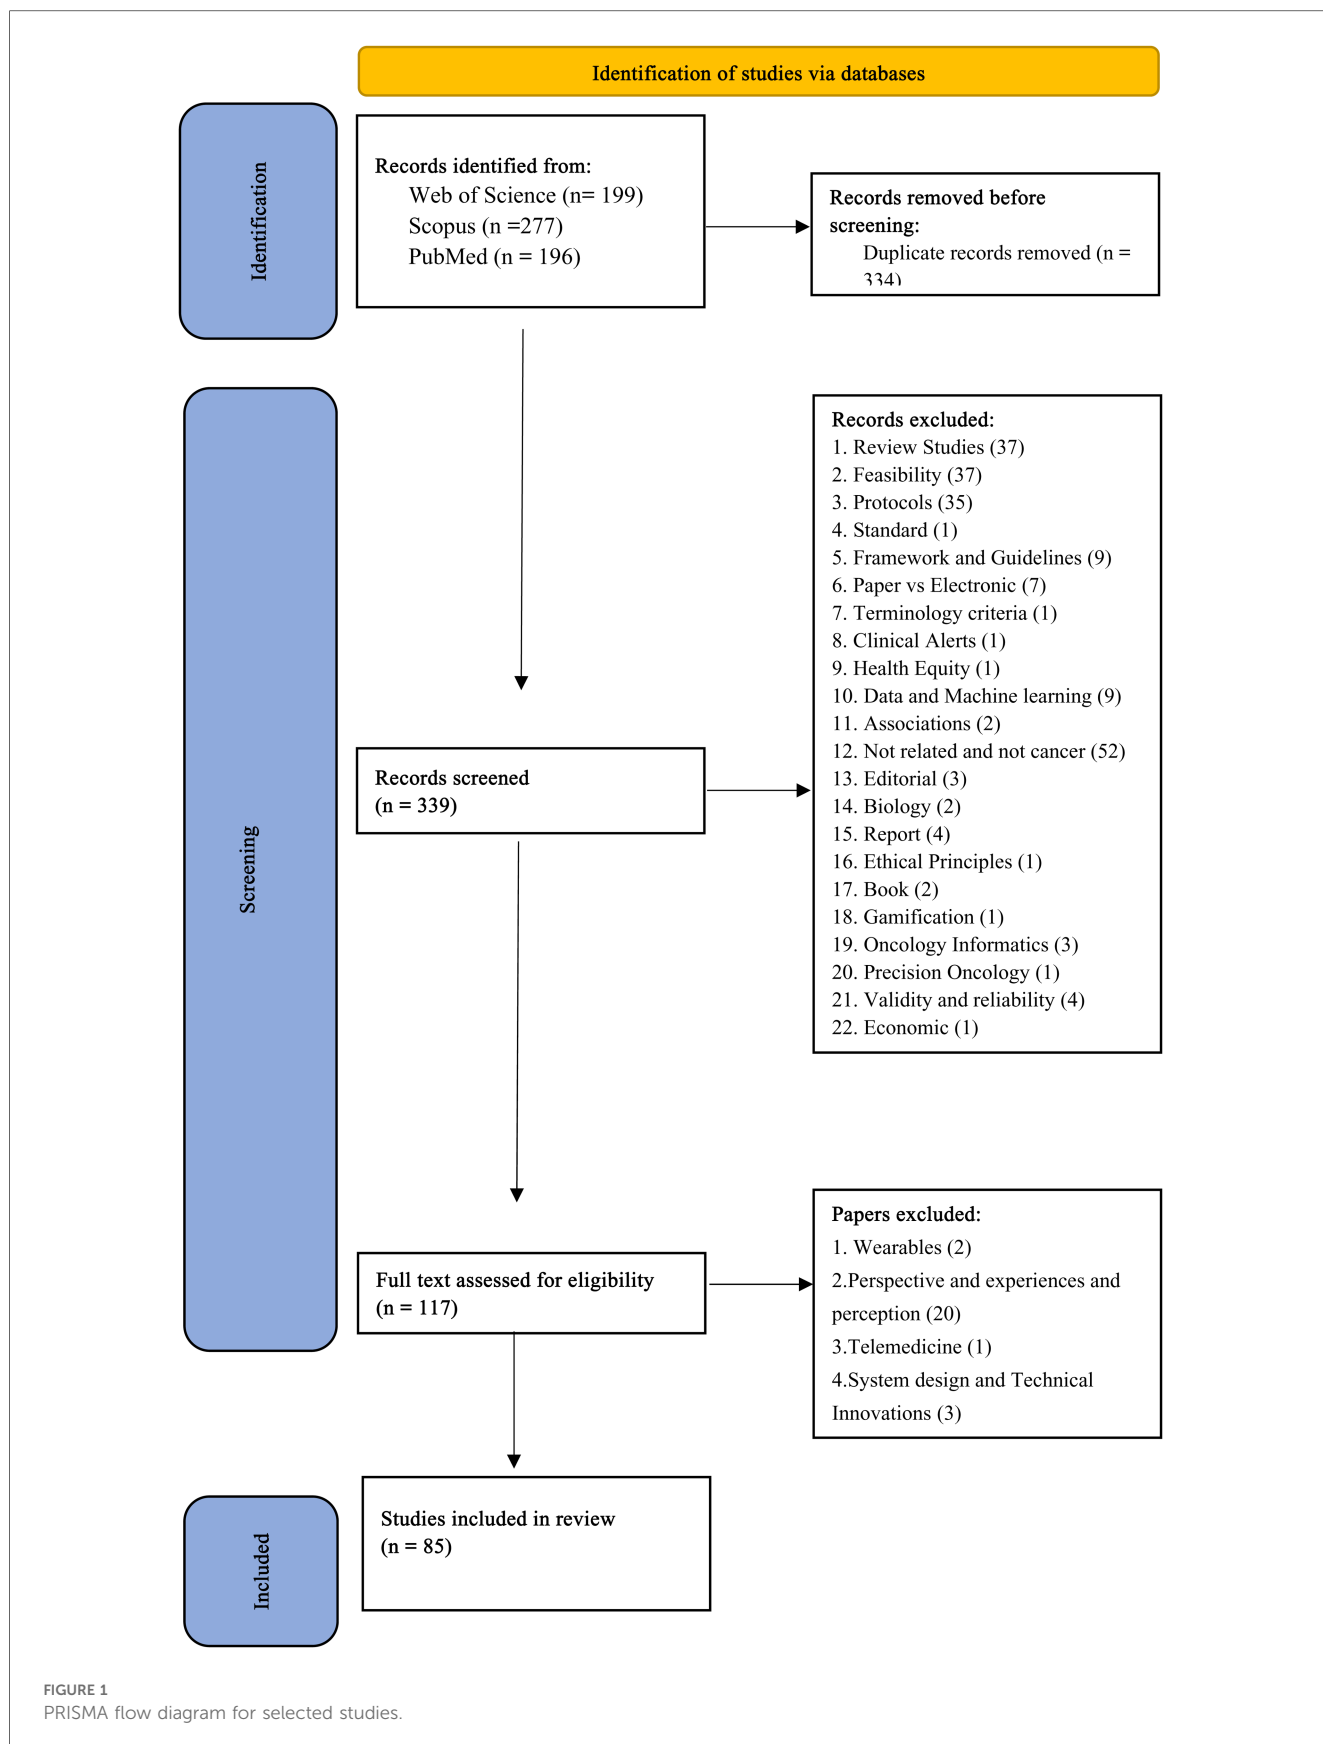 Identification of studies via databases
Identification
Records identified from:
Web of Science (n= 199)
Scopus (n =277)
PubMed (n = 196)
Records removed before
screening:
Duplicate records removed (n =
334)
Screening
Records excluded:
1. Review Studies (37)
2. Feasibility (37)
3. Protocols (35)
4. Standard (1)
5. Framework and Guidelines (9)
6. Paper vs Electronic (7)
7. Terminology criteria (1)
8. Clinical Alerts (1)
9. Health Equity (1)
10. Data and Machine learning (9)
11. Associations (2)
12. Not related and not cancer (52)
13. Editorial (3)
14. Biology (2)
15. Report (4)
16. Ethical Principles (1)
17. Book (2)
18. Gamification (1)
19. Oncology Informatics (3)
20. Precision Oncology (1)
21. Validity and reliability (4)
22. Economic (1)
Records screened
(n = 339)
Full text assessed for eligibility
(n = 117)
Papers excluded:
1. Wearables (2)
2.Perspective and experiences and
perception (20)
3.Telemedicine (1)
4.System design and Technical
Innovations (3)
Included
Studies included in review
(n = 85)
FIGURE 1
PRISMA flow diagram for selected studies.